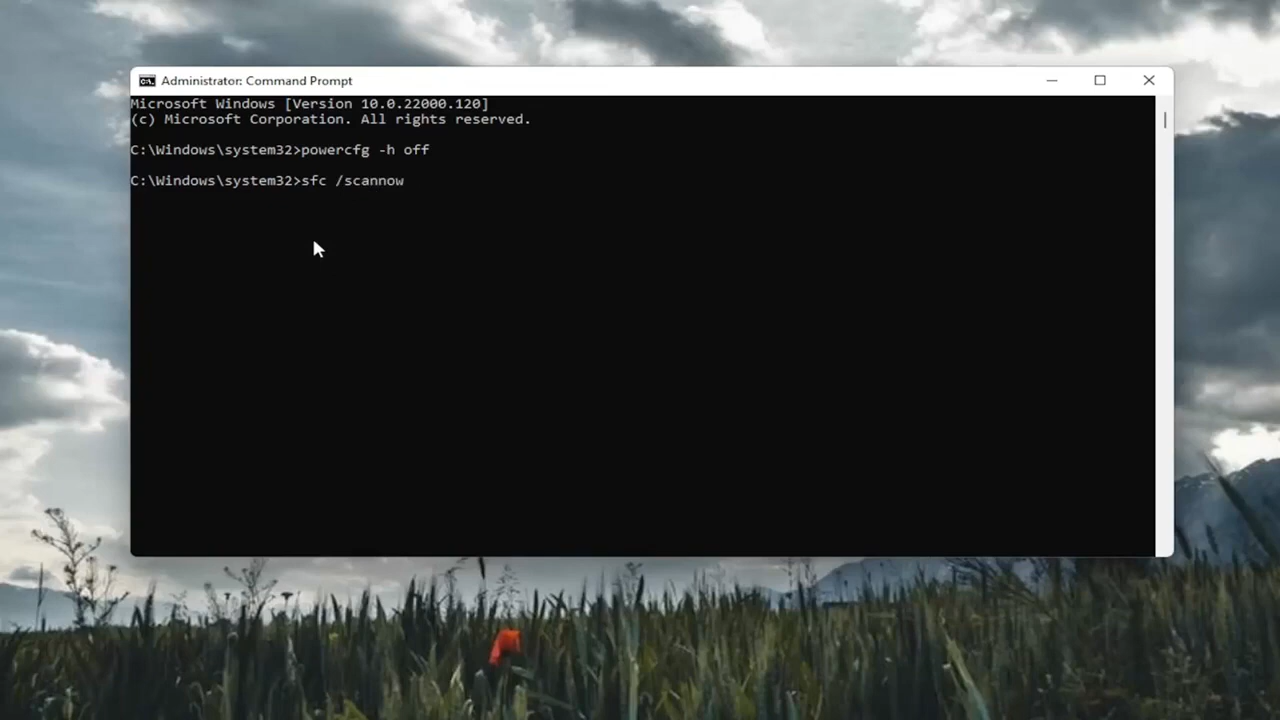 Administrator: Command Prompt
Microsoft Windows [Version 10.0.22000.120]
(c) Microsoft Corporation. All rights reserved.
C:\Windows\system32>powercfg -h off
C:\Windows\system32>sfc /scannow